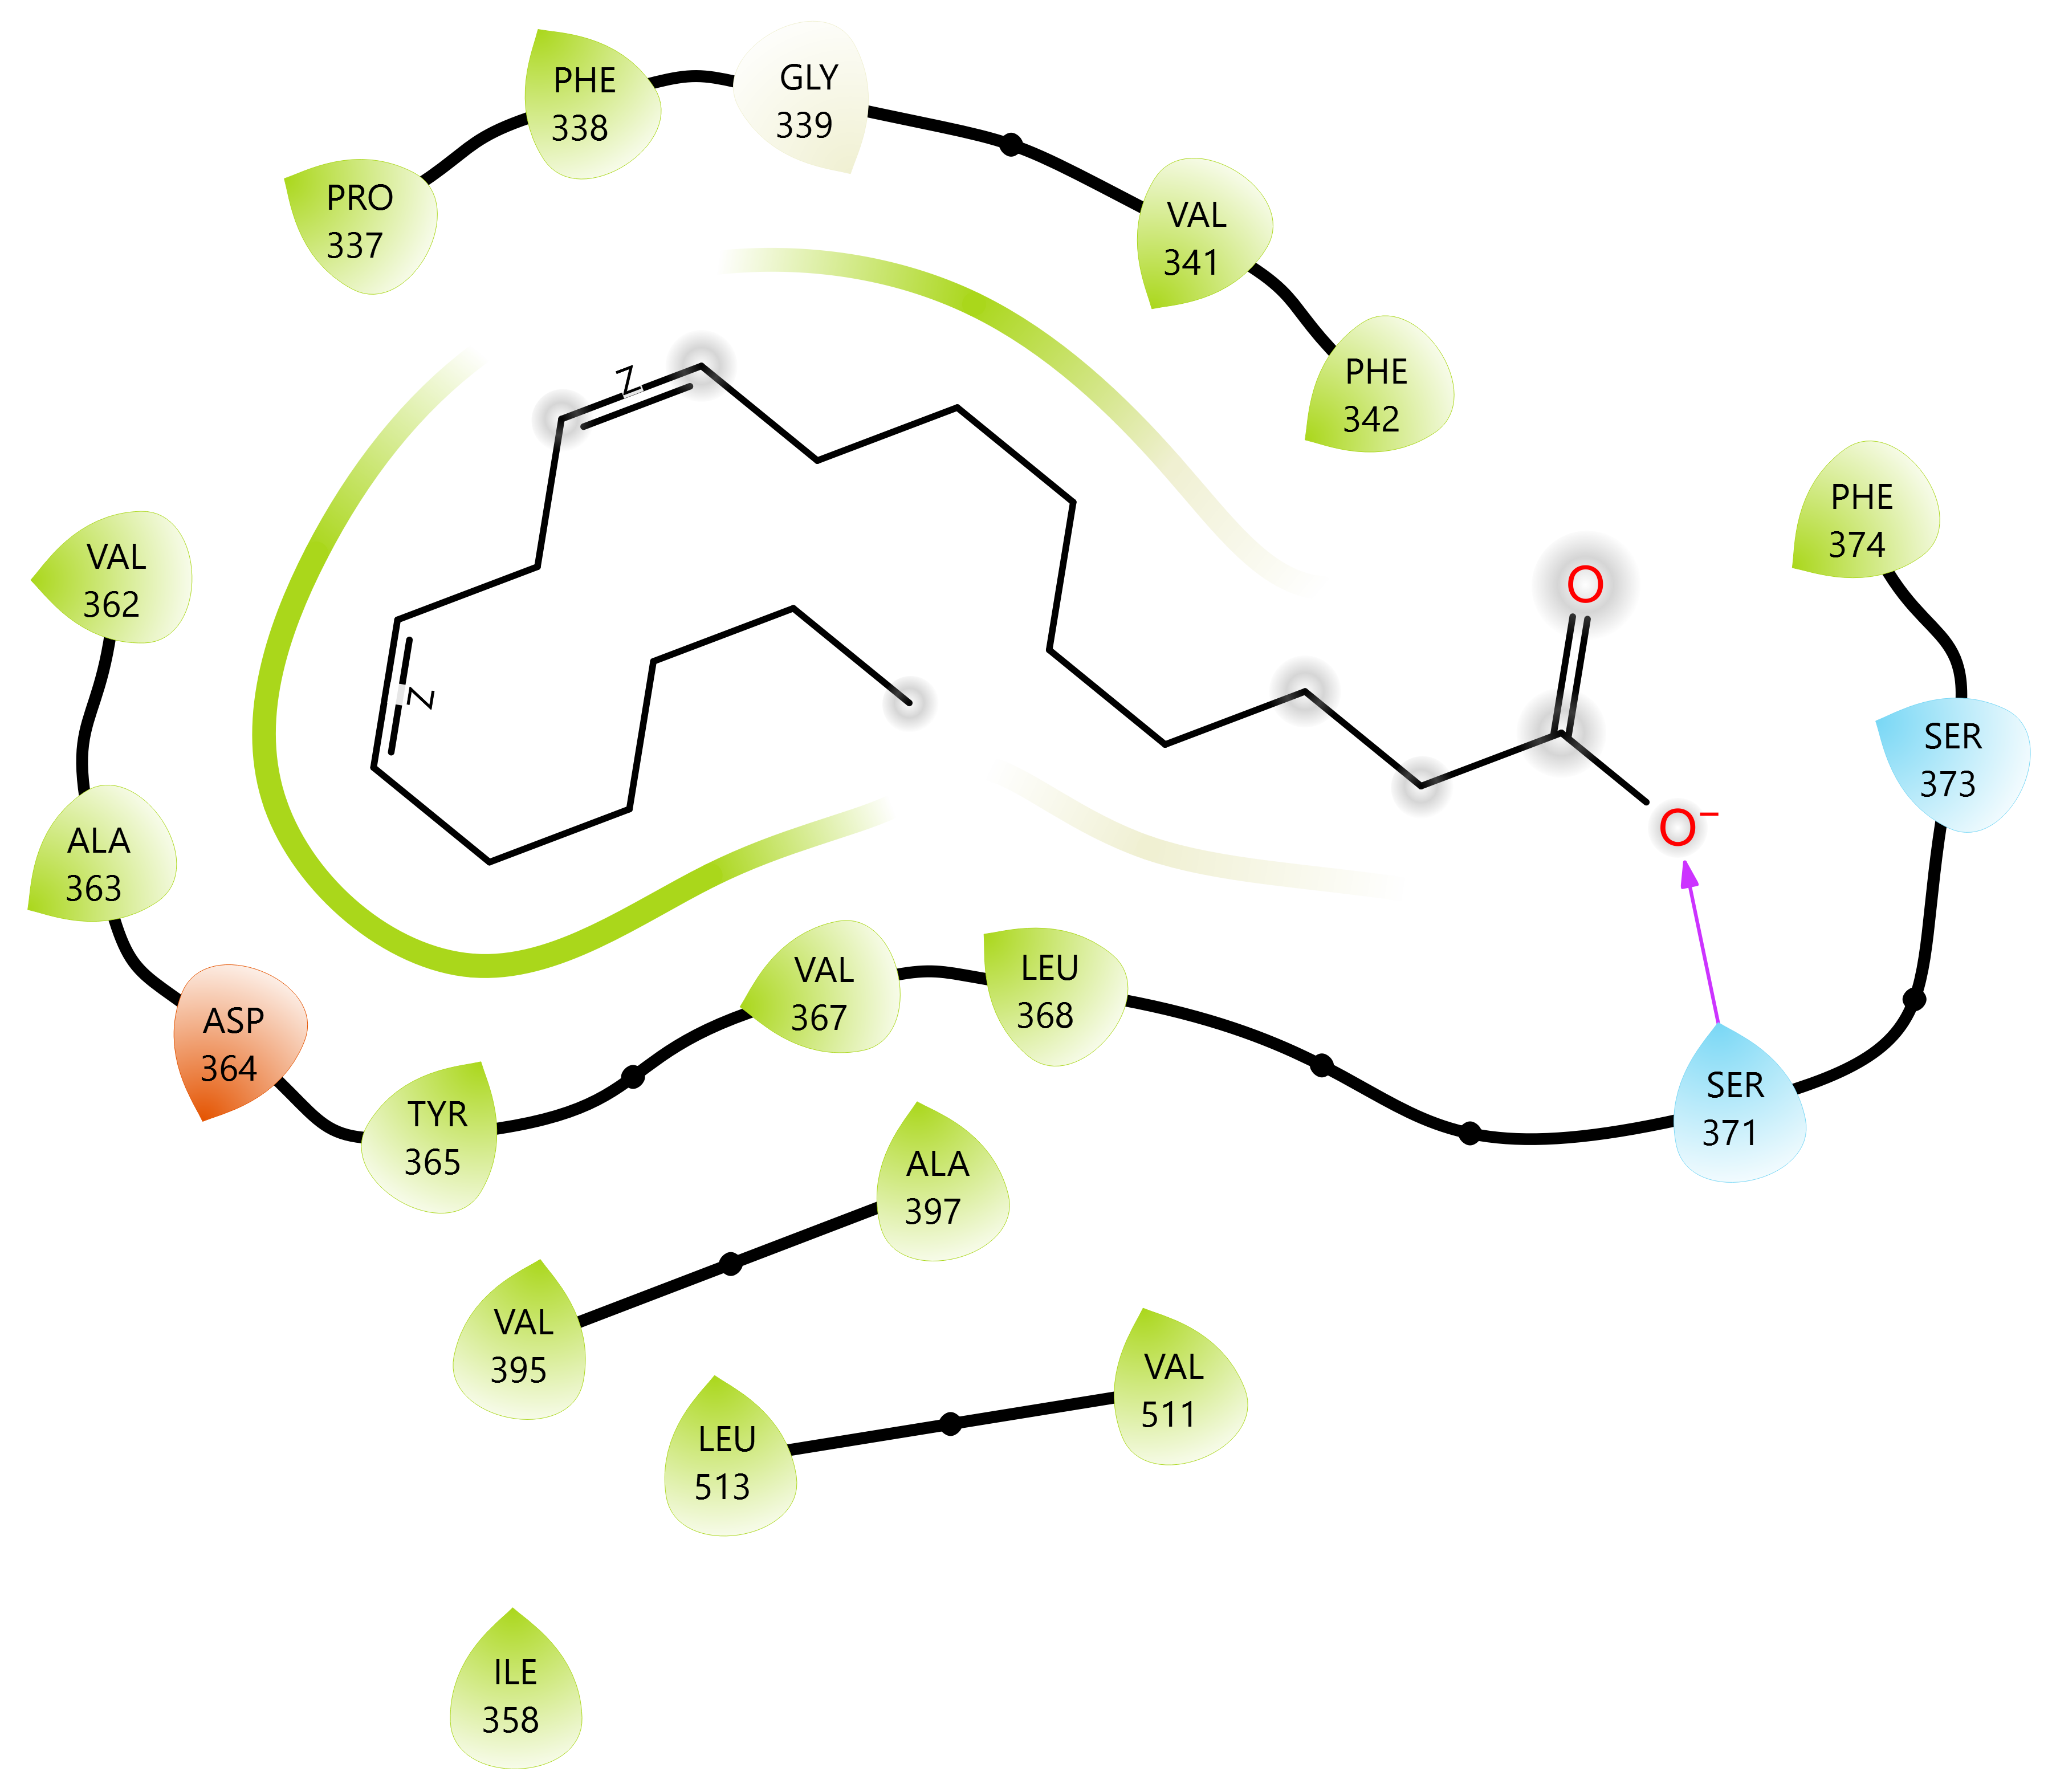 PHE
338
GLY
339
PRO
337
VAL
341
PHE
342
Z
PHE
374
VAL
362
O
Z
SER
373
O−
ALA
363
VAL
367
LEU
368
ASP
364
SER
371
TYR
365
ALA
397
VAL
395
VAL
511
LEU
513
ILE
358